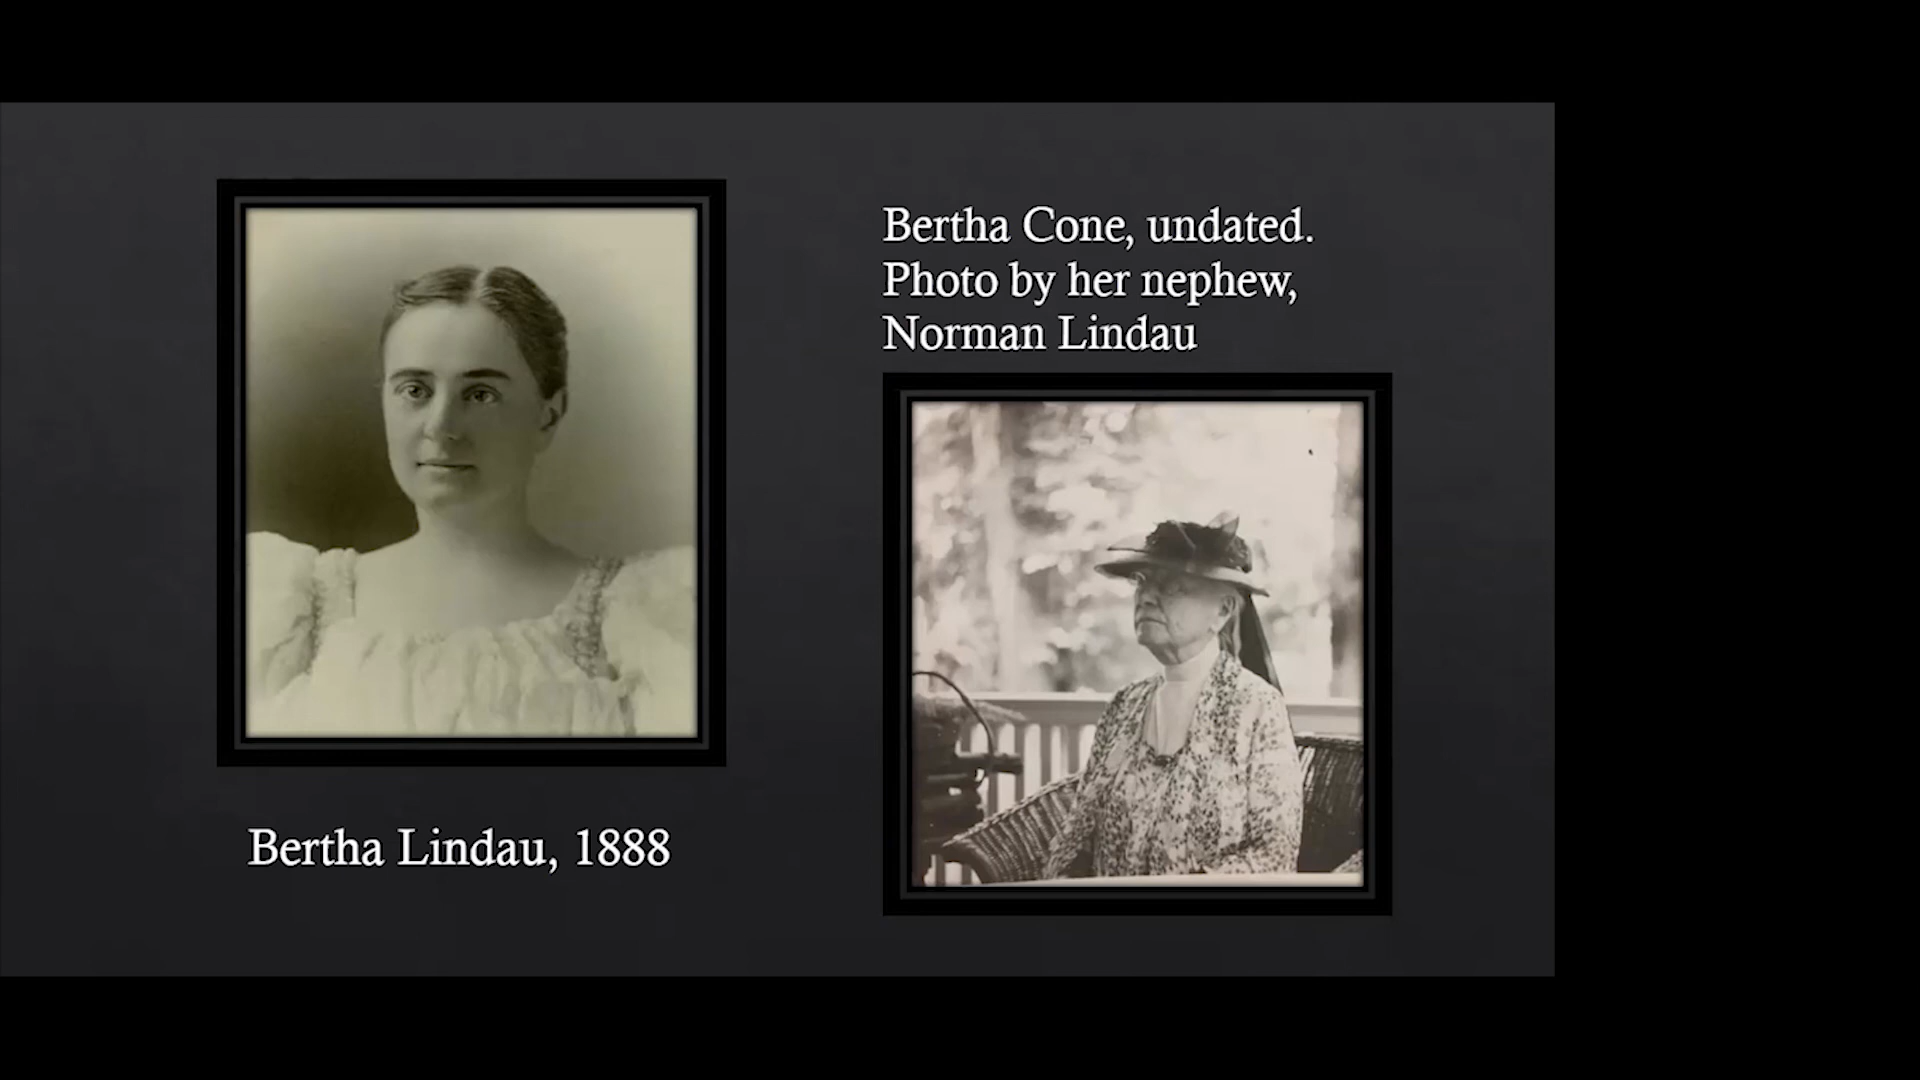 Bertha Cone, undated.
Photo by her nephew,
Norman Lindau
Bertha Lindau, 1888